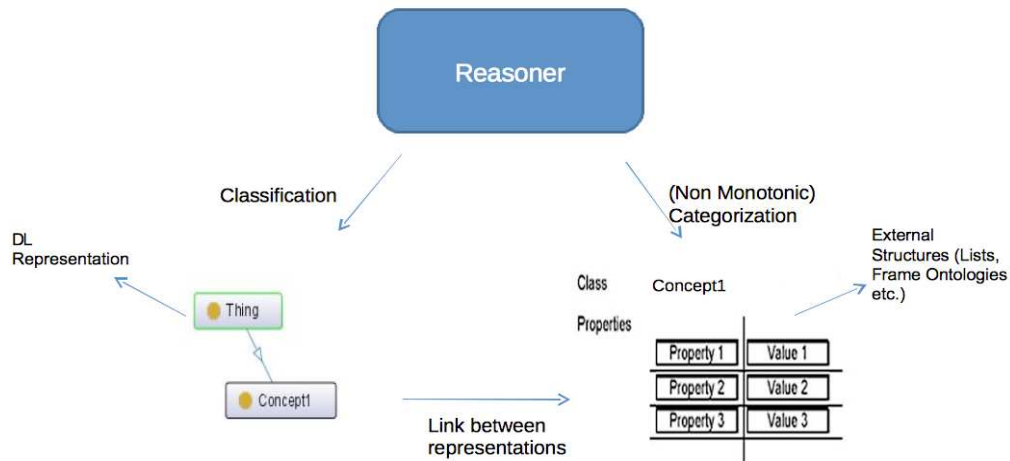 Reasoner
Classification
(Non Monotonic)
Categorization
DL
Representation
External
Structures (Lists,
Frame Ontologies
etc.)
Thing
Concept1
Class Concept1
Properties
Property 1 Value 1
Property 2 Value 2
Property 3 Value 3
Link between
representations